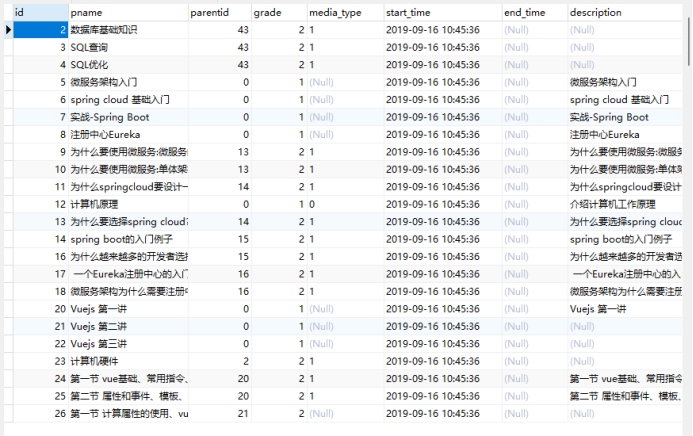 id pname parentid grade media_type start_time end_time description
2 数据库基础知识 43 2 1 2019-09-16 10:45:36 (Null) (Null)
3 SQL查询 43 2 1 2019-09-16 10:45:36 (Null) (Null)
4 SQL优化 43 2 1 2019-09-16 10:45:36 (Null) (Null)
5 微服务架构入门 0 1 (Null) 2019-09-16 10:45:36 (Null) 微服务架构入门
6 spring cloud 基础入门 0 1 (Null) 2019-09-16 10:45:36 (Null) spring cloud 基础入门
7 实战-Spring Boot 0 1 (Null) 2019-09-16 10:45:36 (Null) 实战-Spring Boot
8 注册中心Eureka 0 1 (Null) 2019-09-16 10:45:36 (Null) 注册中心Eureka
9 为什么要使用微服务:微服务 13 2 1 2019-09-16 10:45:36 (Null) 为什么要使用微服务:微服
10 为什么要使用微服务:单体架 13 2 1 2019-09-16 10:45:36 (Null) 为什么要使用微服务:单体
11 为什么springcloud要设计一 14 2 1 2019-09-16 10:45:36 (Null) 为什么springcloud要设计
12 计算机原理 0 1 0 2019-09-16 10:45:36 (Null) 介绍计算机工作原理
13 为什么要选择spring cloud? 14 2 1 2019-09-16 10:45:36 (Null) 为什么要选择spring cloud
14 spring boot的入门例子 15 2 1 2019-09-16 10:45:36 (Null) spring boot的入门例子
16 为什么越来越多的开发者选 15 2 1 2019-09-16 10:45:36 (Null) 为什么越来越多的开发者选
17 一个Eureka注册中心的入门 16 2 1 2019-09-16 10:45:36 (Null) 一个Eureka注册中心的入
18 微服务架构为什么需要注册 16 2 1 2019-09-16 10:45:36 (Null) 微服务架构为什么需要注册
20 Vuejs 第一讲 0 1 (Null) 2019-09-16 10:45:36 (Null) Vuejs 第一讲
21 Vuejs 第二讲 0 1 (Null) 2019-09-16 10:45:36 (Null) (Null)
22 Vuejs 第三讲 0 1 (Null) 2019-09-16 10:45:36 (Null) (Null)
23 计算机硬件 2 2 1 2019-09-16 10:45:36 (Null) (Null)
24 第一节 vue基础、常用指令、 20 2 1 2019-09-16 10:45:36 (Null) 第一节 vue基础、常用指
25 第二节 属性和事件、模板、 20 2 1 2019-09-16 10:45:36 (Null) 第二节 属性和事件、模板、
26 第一节 计算属性的使用、vu 21 2 (Null) 2019-09-16 10:45:36 (Null) (Null)